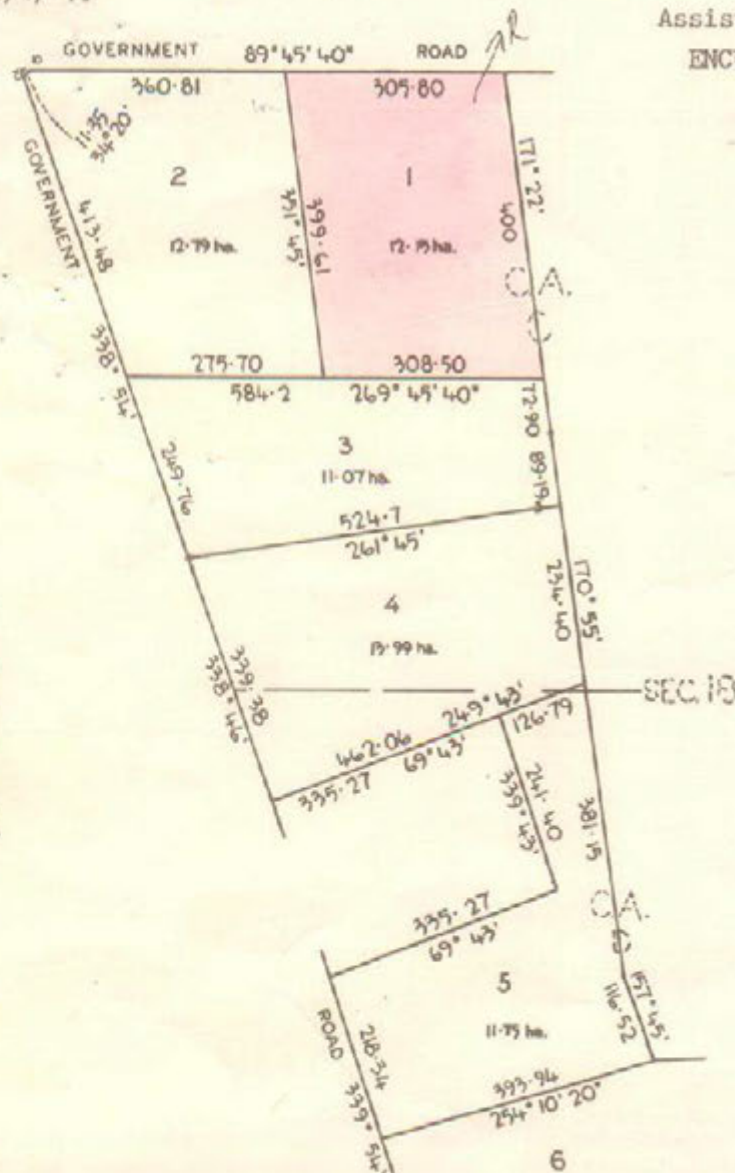 Assis
ENC
GOVERNMENT 89° 45' 40" ROAD
R
360·81
305·80
11·35
34° 20'
GOVERNMENT
413·48
2
12·79 ha.
351° 45'
399·61
1
171° 22'
400
C.A.
275·70
308·50
584·2
269° 45' 40"
338° 54'
249·76
3
11·07 ha.
72·90
89·19
524·7
261° 45'
4
13·99 ha.
170° 55'
234·40
339·38
338° 46'
SEC. 18
249° 43'
126·79
462·06
69° 43'
335·27
241·40
339° 43'
381·15
C.A.
335·27
69° 43'
5
11·75 ha.
157° 45'
116·52
ROAD
218·34
339° 54'
393·94
254° 10' 20"
6